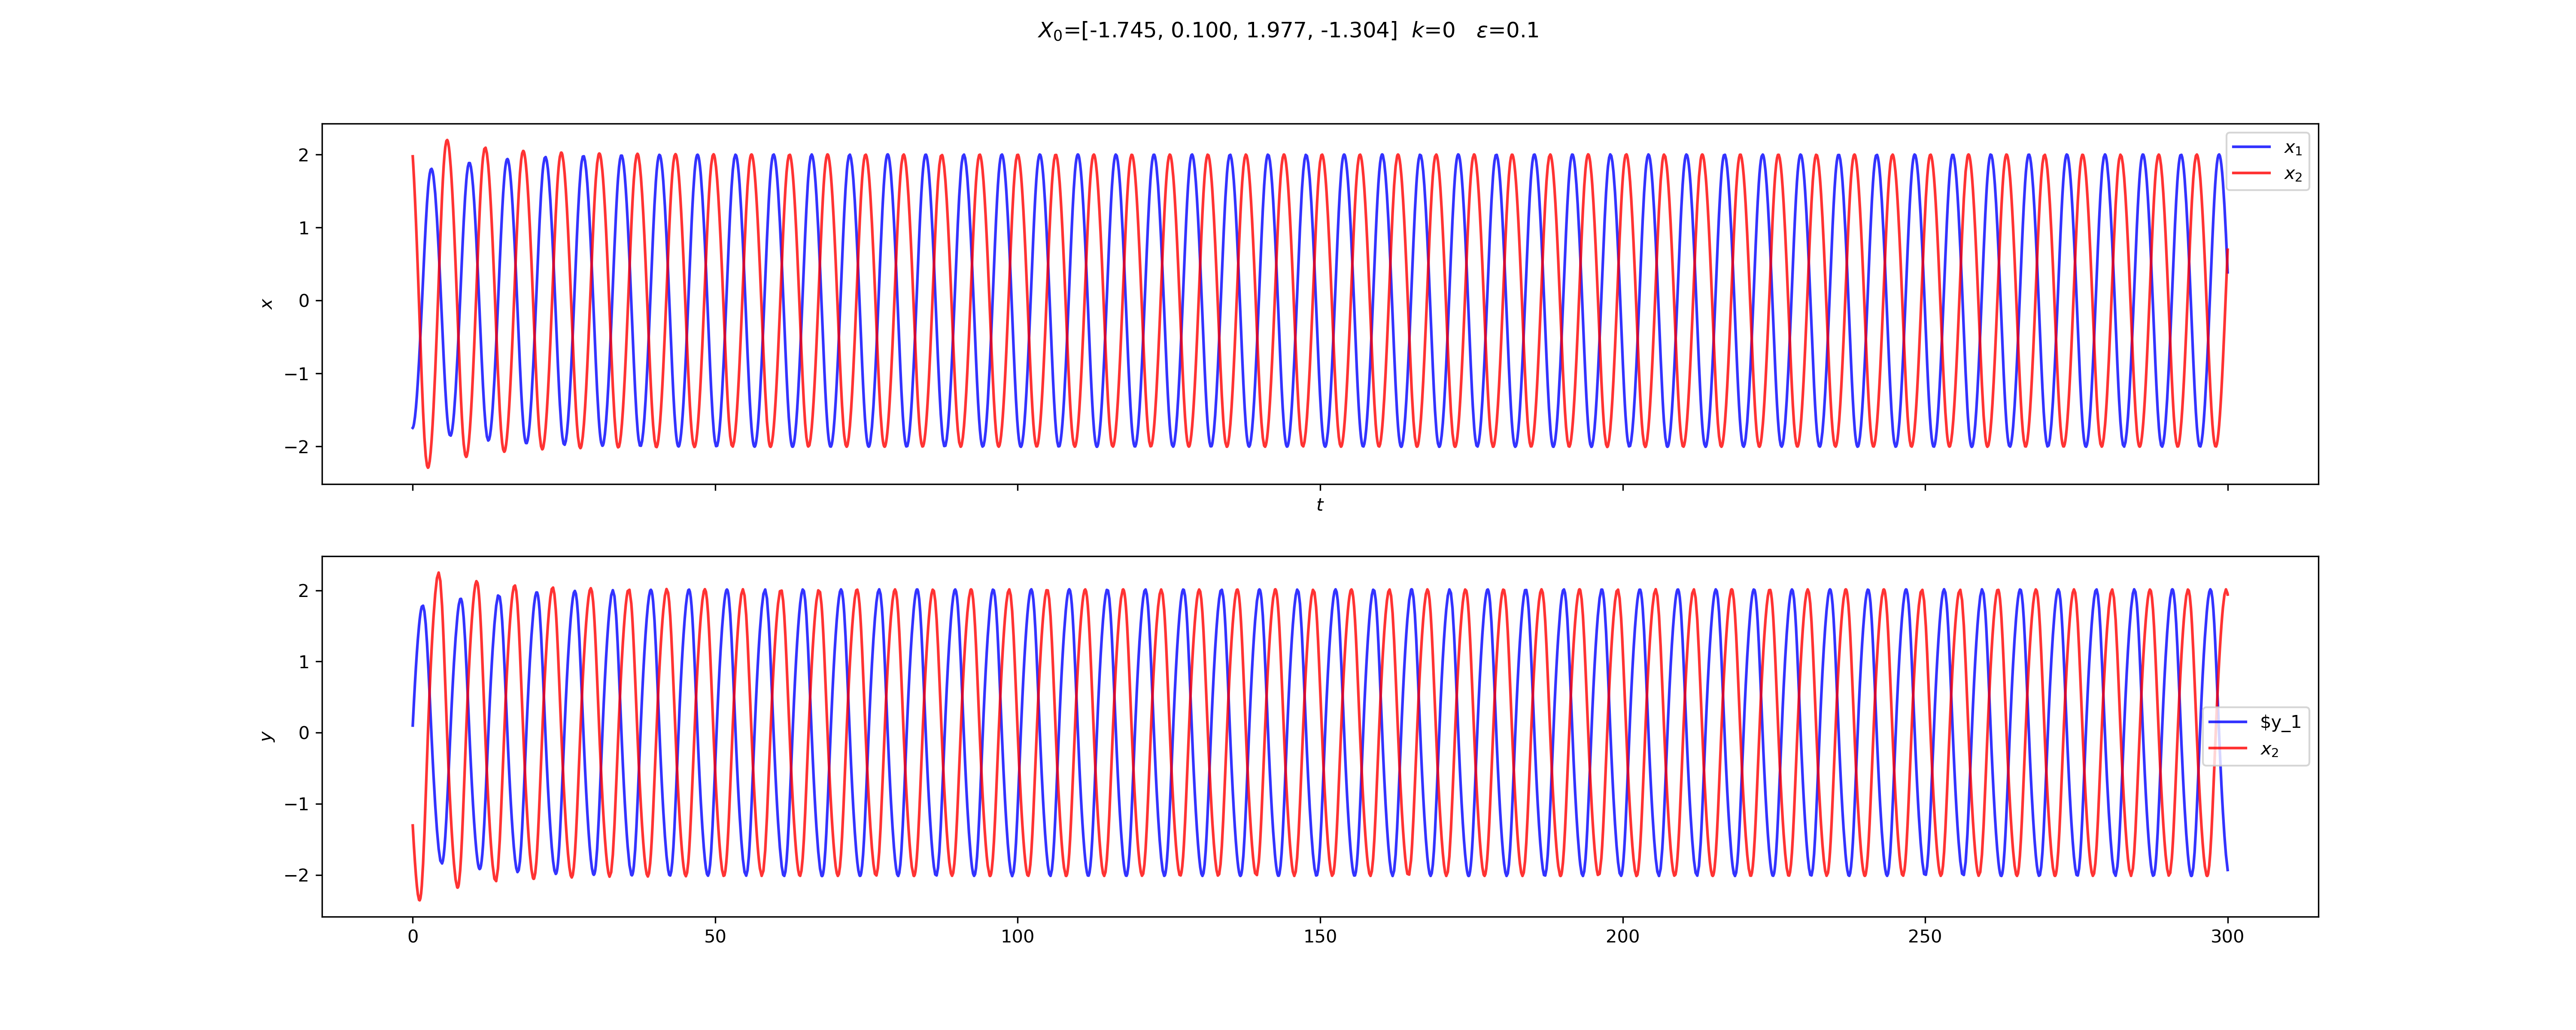 X₀=[-1.745, 0.100, 1.977, -1.304] k=0 ε=0.1
2
1
0
−1
−2
x
x₁
x₂
t
2
1
0
−1
−2
y
$y_1
x₂
0 50 100 150 200 250 300